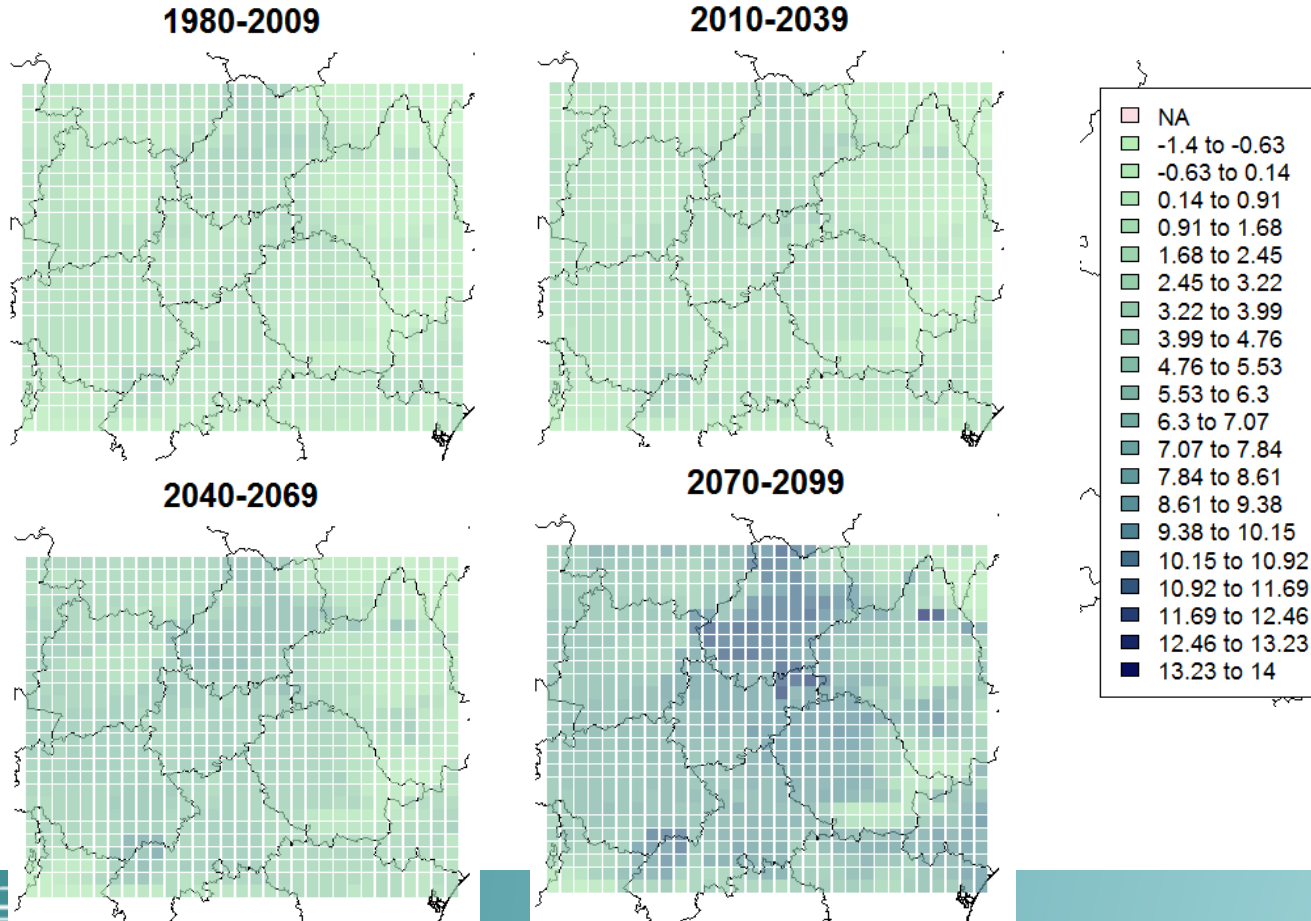 1980-2009
2010-2039
2040-2069
2070-2099
NA
-1.4 to -0.63
-0.63 to 0.14
0.14 to 0.91
0.91 to 1.68
1.68 to 2.45
2.45 to 3.22
3.22 to 3.99
3.99 to 4.76
4.76 to 5.53
5.53 to 6.3
6.3 to 7.07
7.07 to 7.84
7.84 to 8.61
8.61 to 9.38
9.38 to 10.15
10.15 to 10.92
10.92 to 11.69
11.69 to 12.46
12.46 to 13.23
13.23 to 14